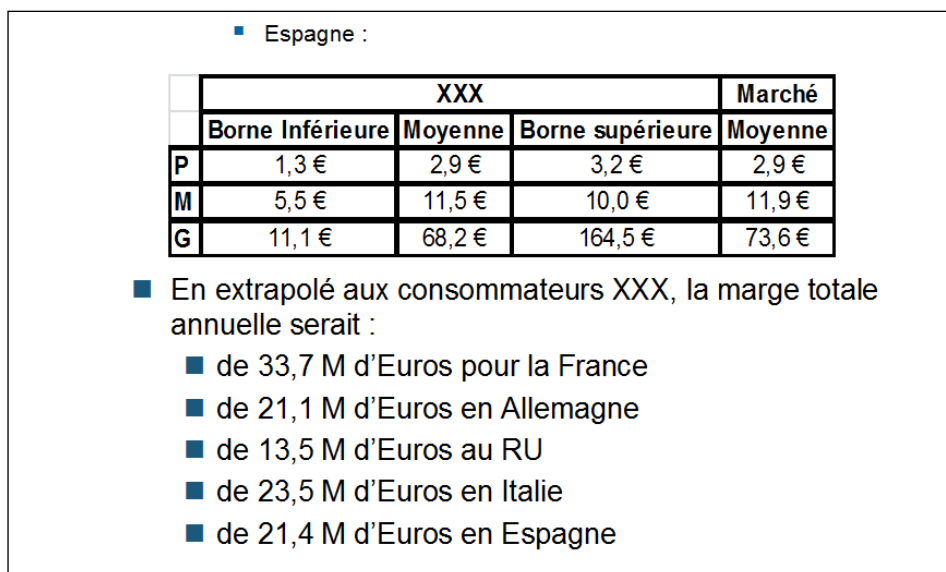 Espagne :
XXX Marché
Borne Inférieure Moyenne Borne supérieure Moyenne
P 1,3 € 2,9 € 3,2 € 2,9 €
M 5,5 € 11,5 € 10,0 € 11,9 €
G 11,1 € 68,2 € 164,5 € 73,6 €
En extrapolé aux consommateurs XXX, la marge totale
annuelle serait :
de 33,7 M d’Euros pour la France
de 21,1 M d’Euros en Allemagne
de 13,5 M d’Euros au RU
de 23,5 M d’Euros en Italie
de 21,4 M d’Euros en Espagne